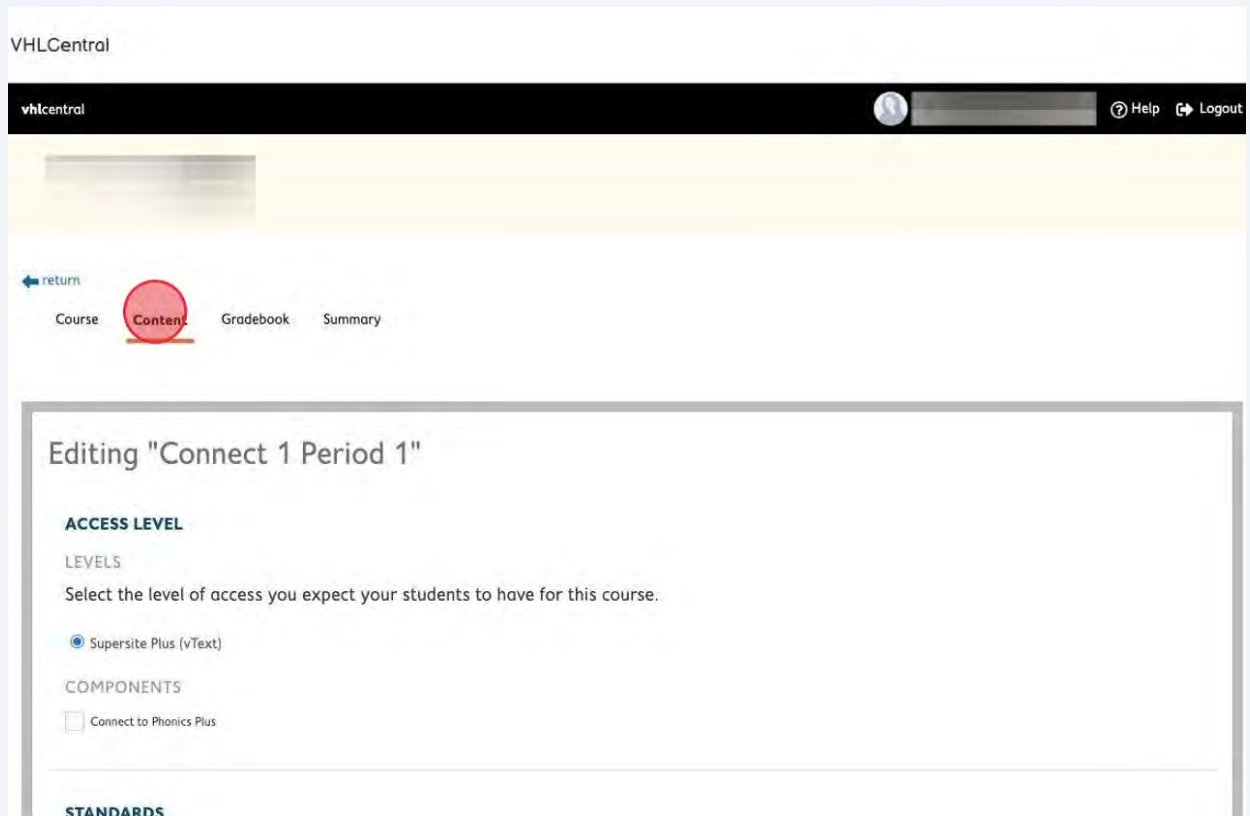 VHLCentral
vhlcentral Help Logout
return
Course Content Gradebook Summary
Editing "Connect 1 Period 1"
ACCESS LEVEL
LEVELS
Select the level of access you expect your students to have for this course.
Supersite Plus (vText)
COMPONENTS
Connect to Phonics Plus
STANDARDS